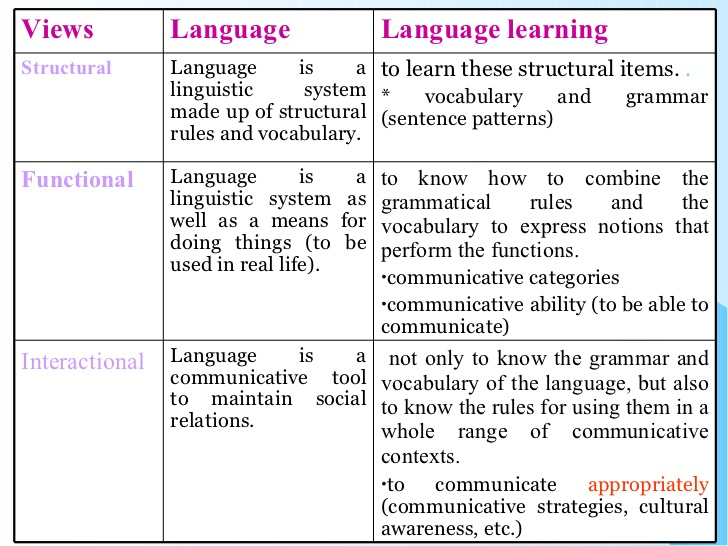 Views
Language
Language learning
Structural
Language is a
linguistic system
made up of structural
rules and vocabulary.
to learn these structural items. .
* vocabulary and grammar
(sentence patterns)
Functional
Language is a
linguistic system as
well as a means for
doing things (to be
used in real life).
to know how to combine the
grammatical rules and the
vocabulary to express notions that
perform the functions.
•communicative categories
•communicative ability (to be able to
communicate)
Interactional
Language is a
communicative tool
to maintain social
relations.
not only to know the grammar and
vocabulary of the language, but also
to know the rules for using them in a
whole range of communicative
contexts.
•to communicate appropriately
(communicative strategies, cultural
awareness, etc.)